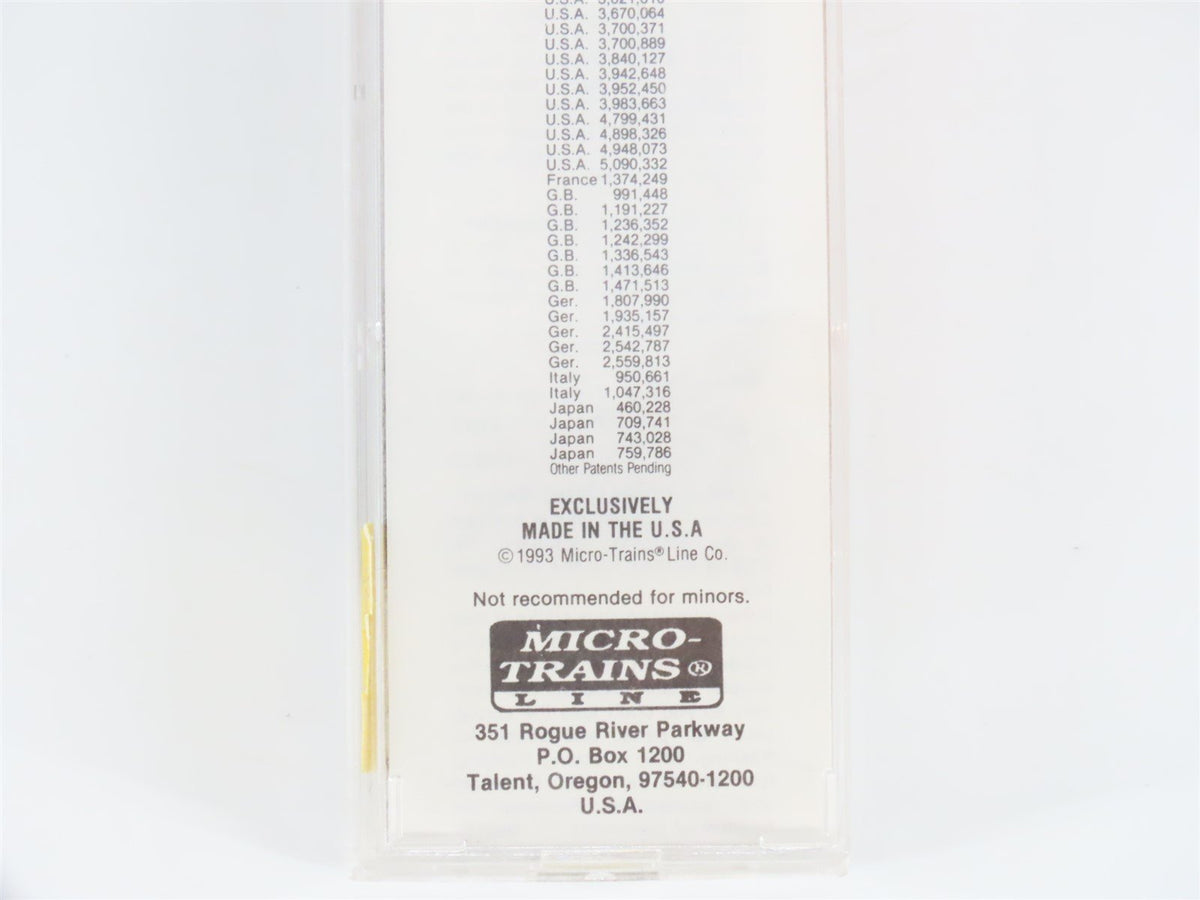 U.S.A. 3,670,064
U.S.A. 3,700,371
U.S.A. 3,700,889
U.S.A. 3,840,127
U.S.A. 3,942,648
U.S.A. 3,952,450
U.S.A. 3,983,663
U.S.A. 4,799,431
U.S.A. 4,898,326
U.S.A. 4,948,073
U.S.A. 5,090,332
France 1,374,249
G.B. 991,448
G.B. 1,191,227
G.B. 1,236,352
G.B. 1,242,299
G.B. 1,336,543
G.B. 1,413,646
G.B. 1,471,513
Ger. 1,807,990
Ger. 1,935,157
Ger. 2,415,497
Ger. 2,542,787
Ger. 2,559,813
Italy 950,661
Italy 1,047,316
Japan 460,228
Japan 709,741
Japan 743,028
Japan 759,786
Other Patents Pending
EXCLUSIVELY
MADE IN THE U.S.A
©1993 Micro-Trains® Line Co.
Not recommended for minors.
MICRO-
TRAINS®
LINE
351 Rogue River Parkway
P.O. Box 1200
Talent, Oregon, 97540-1200
U.S.A.